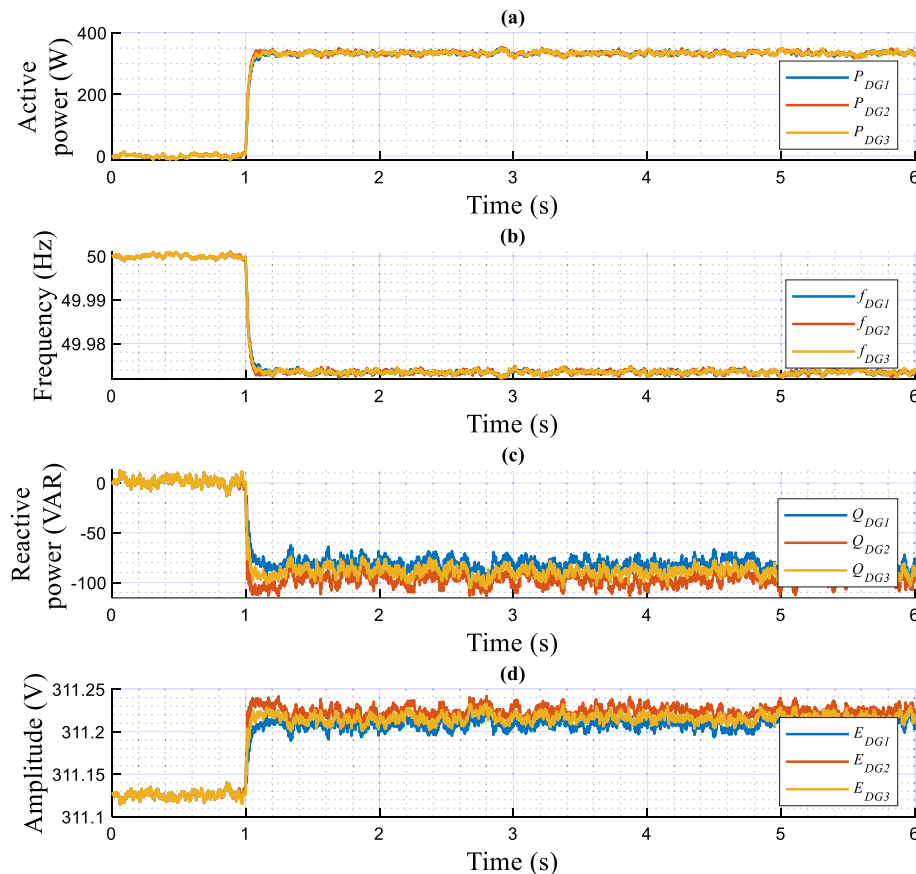 (a)
Active
power (W)
400
200
0
P_DG1
P_DG2
P_DG3
0 1 2 3 4 5 6
Time (s)
(b)
Frequency (Hz)
50
49.99
49.98
f_DG1
f_DG2
f_DG3
0 1 2 3 4 5 6
Time (s)
(c)
Reactive
power (VAR)
0
-50
-100
Q_DG1
Q_DG2
Q_DG3
0 1 2 3 4 5 6
Time (s)
(d)
Amplitude (V)
311.25
311.2
311.15
311.1
E_DG1
E_DG2
E_DG3
0 1 2 3 4 5 6
Time (s)